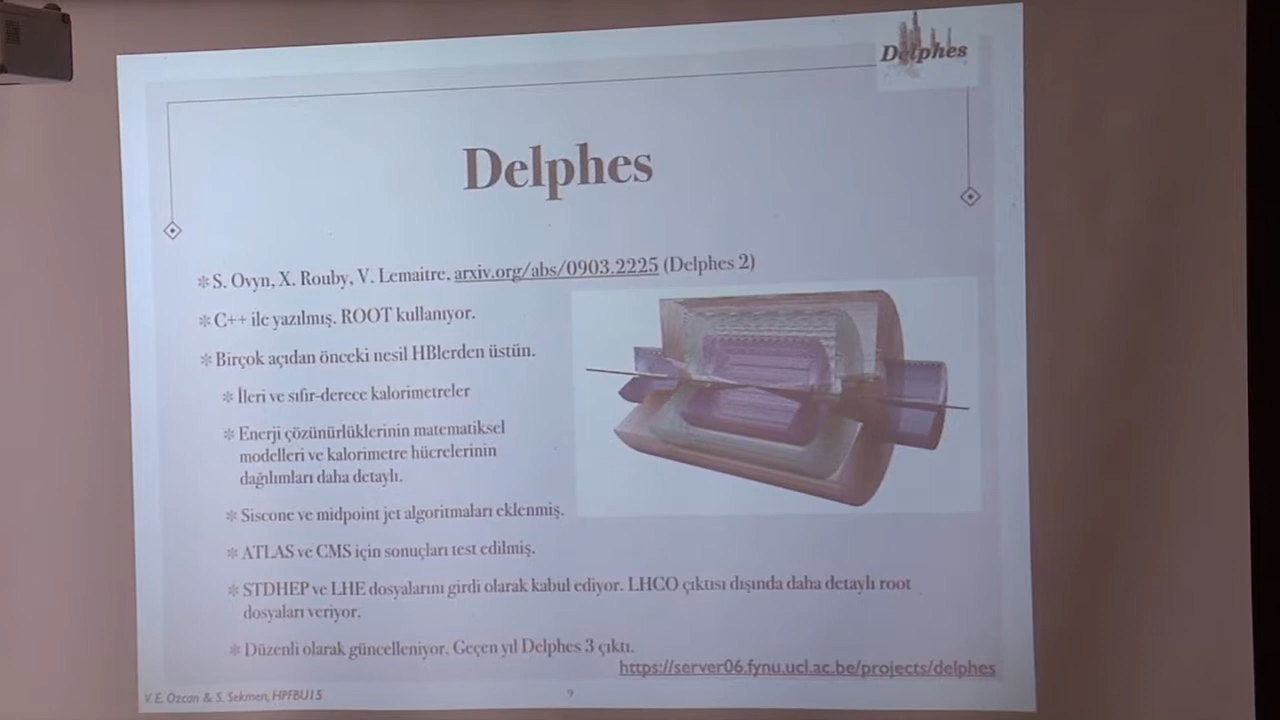 Delphes
Delphes
* S. Ovyn, X. Rouby, V. Lemaitre, arxiv.org/abs/0903.2225 (Delphes 2)
* C++ ile yazılmış. ROOT kullanıyor.
* Birçok açıdan önceki nesil HBlerden üstün.
* İleri ve sıfır-derece kalorimetreler
* Enerji çözünürlüklerinin matematiksel
modelleri ve kalorimetre hücrelerinin
dağılımları daha detaylı.
* Siscone ve midpoint jet algoritmaları eklenmiş.
* ATLAS ve CMS için sonuçları test edilmiş.
* STDHEP ve LHE dosyalarını girdi olarak kabul ediyor. LHCO çıktısı dışında daha detaylı root
dosyaları veriyor.
* Düzenli olarak güncelleniyor. Geçen yıl Delphes 3 çıktı.
https://server06.fynu.ucl.ac.be/projects/delphes
V. E. Ozcan & S. Sekmen, HPFBU15
9